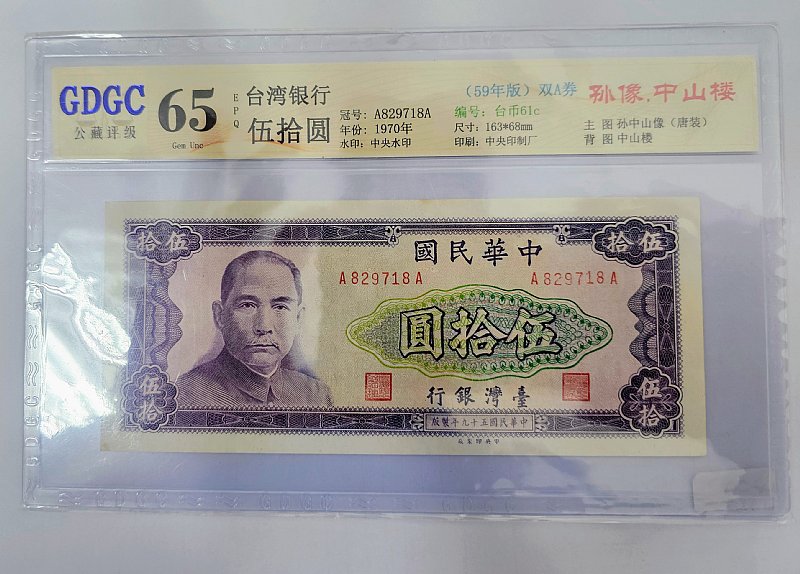 GDGC
公藏评级
65
Gem Unc
EPQ
台湾银行
伍拾圆
冠号: A829718A
年份: 1970年
水印: 中央水印
（59年版）双A券
编号: 台币61c
尺寸: 163*68mm
印刷: 中央印制厂
孙像.中山楼
主 图 孙中山像（唐装）
背 图 中山楼
拾伍
拾伍
國民華中
A829718A
A829718A
圓拾伍
行銀灣臺
伍拾
伍拾
版製年九十五國民華中